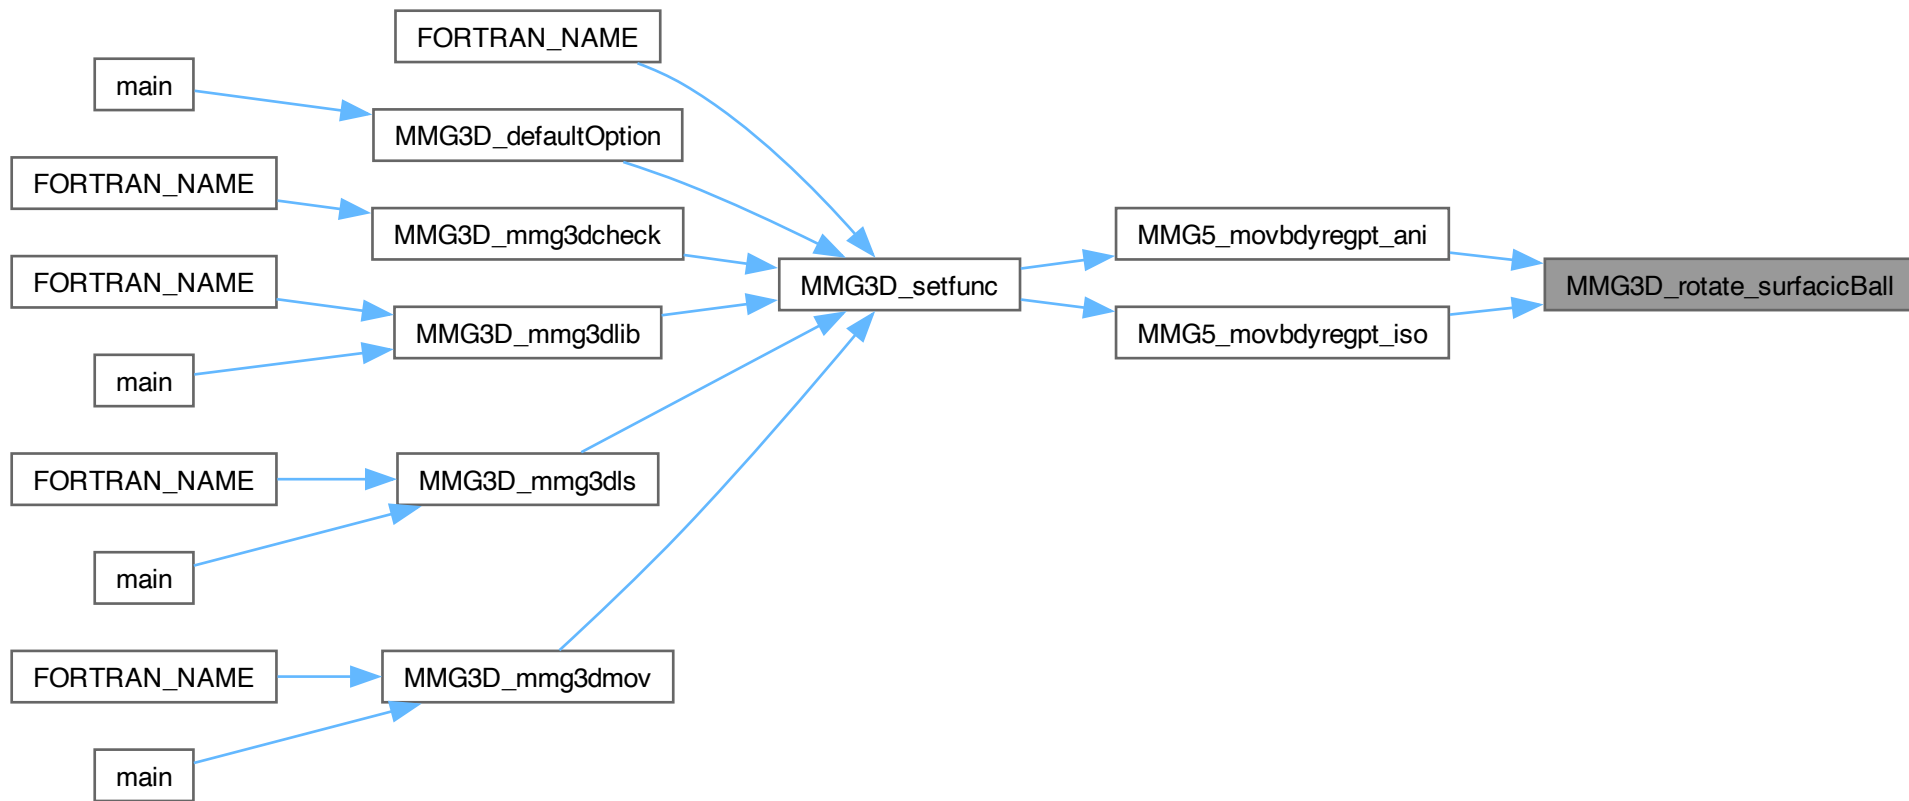 FORTRAN_NAME
main
MMG3D_defaultOption
FORTRAN_NAME
MMG3D_mmg3dcheck
MMG5_movbdyregpt_ani
FORTRAN_NAME
MMG3D_setfunc
MMG3D_rotate_surfacicBall
MMG3D_mmg3dlib
MMG5_movbdyregpt_iso
main
FORTRAN_NAME
MMG3D_mmg3dls
main
FORTRAN_NAME
MMG3D_mmg3dmov
main